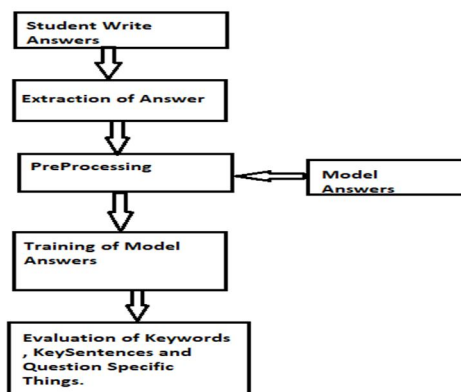 Student Write
Answers
Extraction of Answer
PreProcessing
Model
Answers
Training of Model
Answers
Evaluation of Keywords
, KeySentences and
Question Specific
Things.